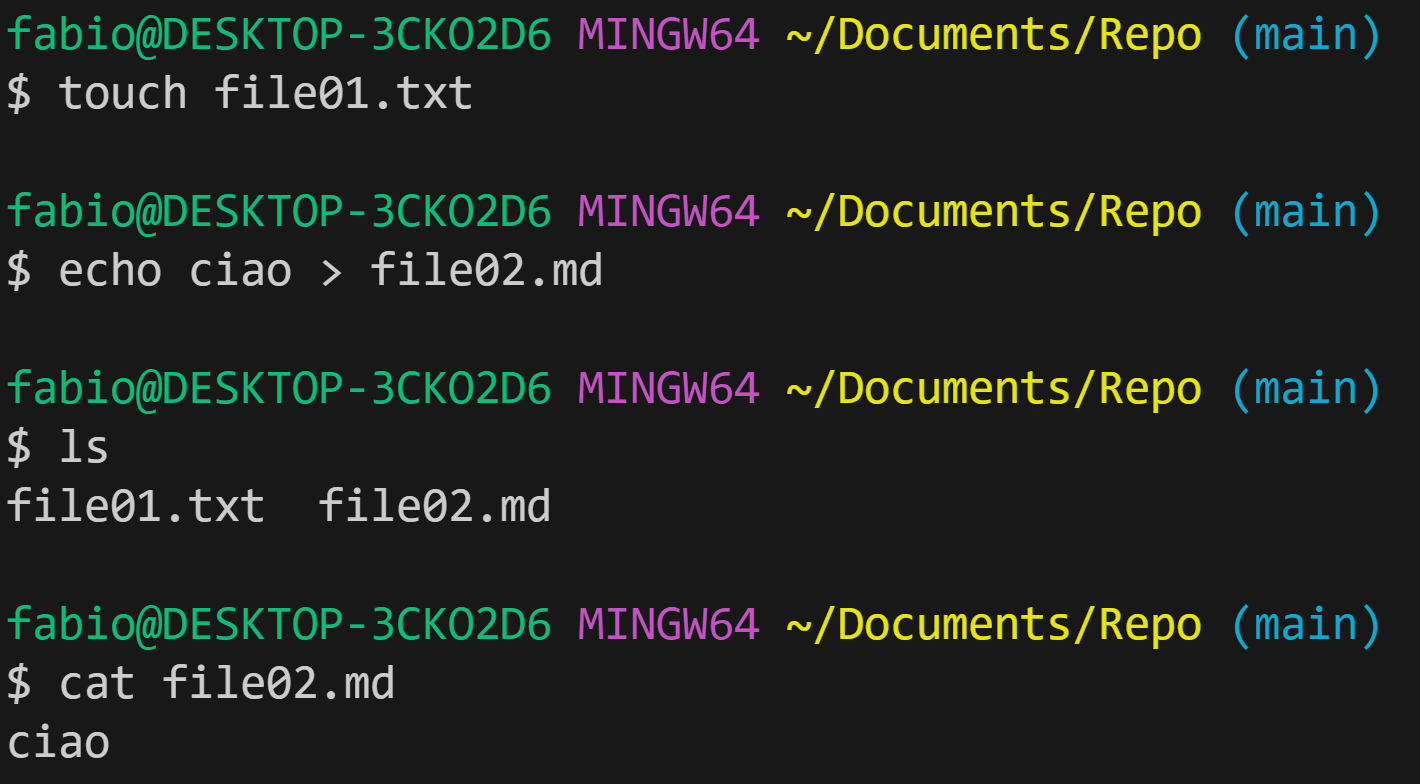 fabio@DESKTOP-3CKO2D6 MINGW64 ~/Documents/Repo (main)
$ touch file01.txt
fabio@DESKTOP-3CKO2D6 MINGW64 ~/Documents/Repo (main)
$ echo ciao > file02.md
fabio@DESKTOP-3CKO2D6 MINGW64 ~/Documents/Repo (main)
$ ls
file01.txt  file02.md
fabio@DESKTOP-3CKO2D6 MINGW64 ~/Documents/Repo (main)
$ cat file02.md
ciao